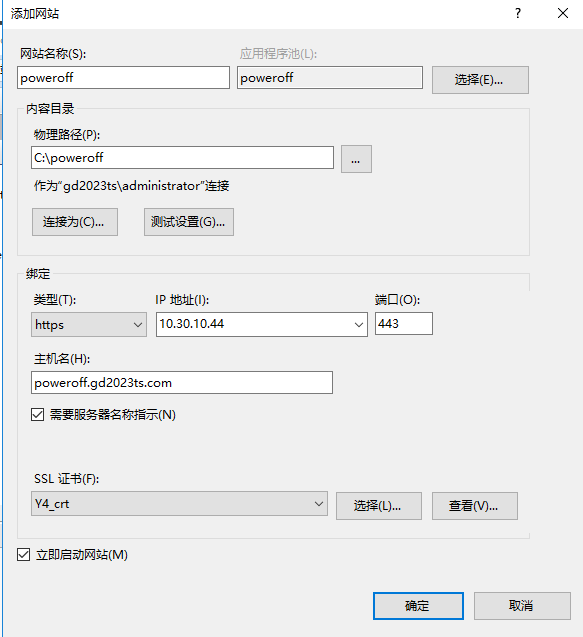 添加网站
网站名称(S):
应用程序池(L):
poweroff
poweroff
选择(E)...
内容目录
物理路径(P):
C:\poweroff
...
作为“gd2023ts\administrator”连接
连接为(C)...
测试设置(G)...
绑定
类型(T):
IP 地址(I):
端口(O):
https
10.30.10.44
443
主机名(H):
poweroff.gd2023ts.com
需要服务器名称指示(N)
SSL 证书(F):
Y4_crt
选择(L)...
查看(V)...
立即启动网站(M)
确定
取消